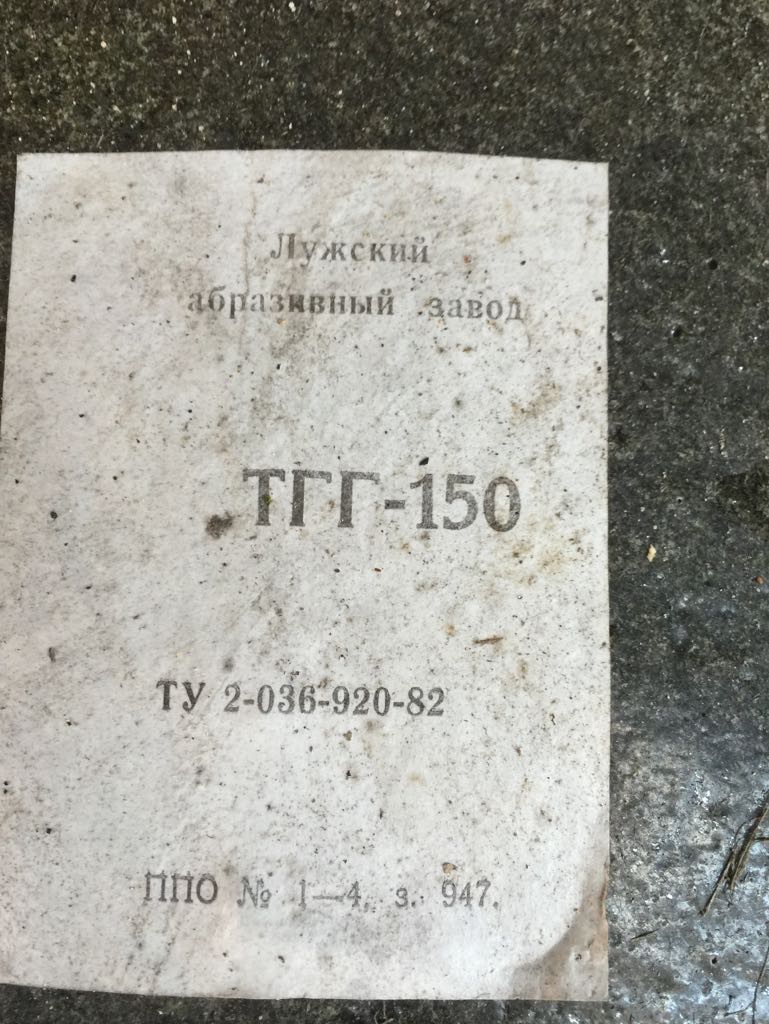 Лужский
абразивный завод
ТГГ-150
ТУ 2-036-920-82
ППО № 1—4, з. 947.